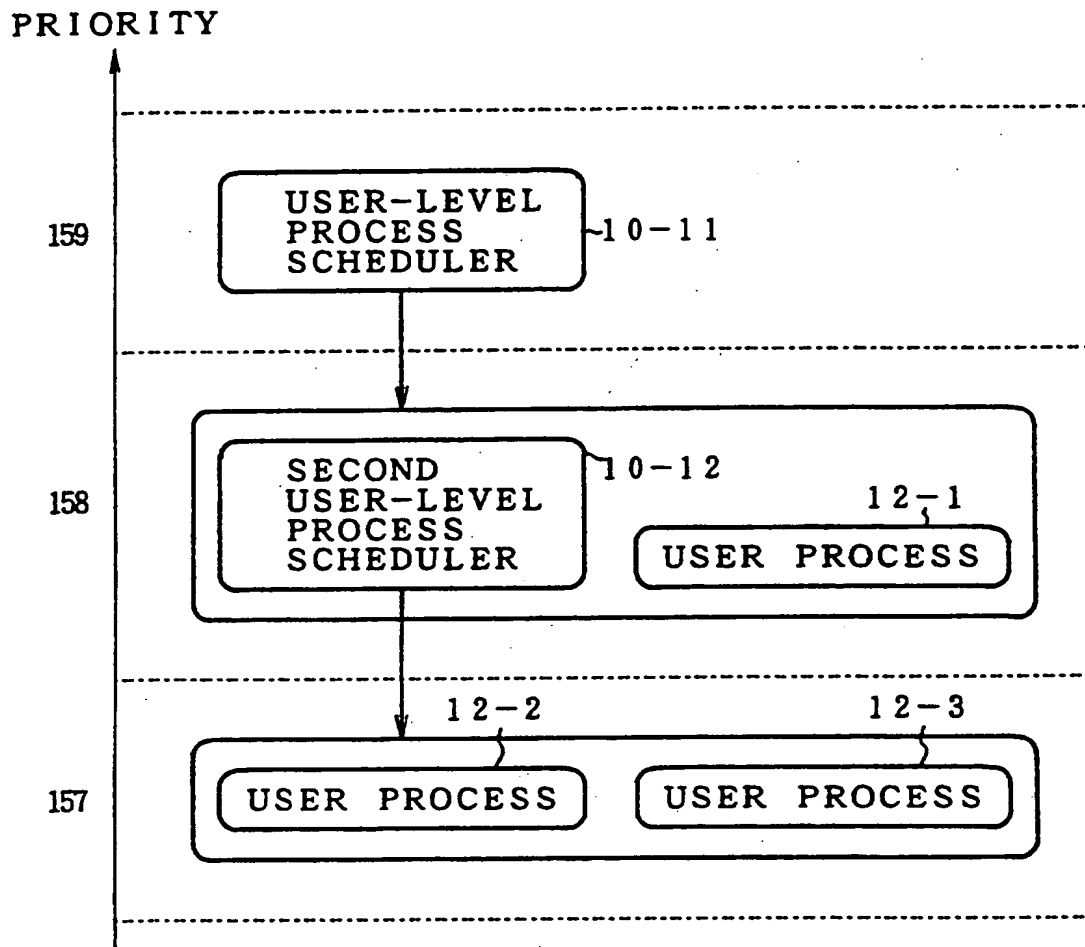 PRIORITY
USER-LEVEL
PROCESS
SCHEDULER
159
10-11
SECOND
USER-LEVEL
PROCESS
SCHEDULER
10-12
158
12-1
USER PROCESS
12-2
12-3
157
USER PROCESS
USER PROCESS